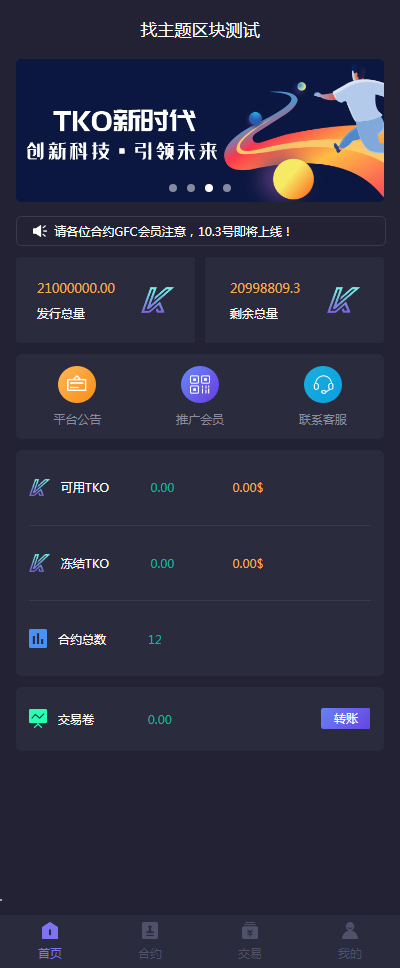 找主题区块测试
TKO新时代
创新科技·引领未来
请各位合约GFC会员注意，10.3号即将上线！
21000000.00
发行总量
20998809.3
剩余总量
平台公告
推广会员
联系客服
可用TKO 0.00 0.00$
冻结TKO 0.00 0.00$
合约总数 12
交易卷 0.00 转账
首页
合约
交易
我的